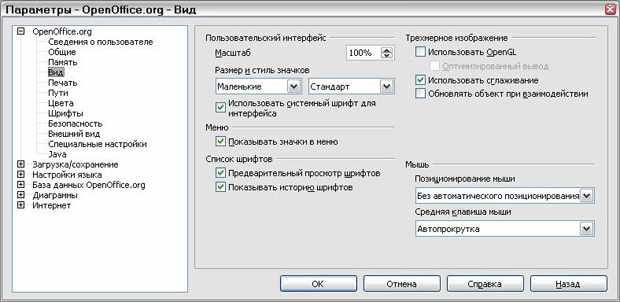 Параметры - OpenOffice.org - Вид
OpenOffice.org
Сведения о пользователе
Общие
Память
Вид
Печать
Пути
Цвета
Шрифты
Безопасность
Внешний вид
Специальные настройки
Java
Загрузка/сохранение
Настройки языка
База данных OpenOffice.org
Диаграммы
Интернет
Пользовательский интерфейс
Масштаб 100%
Размер и стиль значков
Маленькие Стандарт
Использовать системный шрифт для
интерфейса
Меню
Показывать значки в меню
Список шрифтов
Предварительный просмотр шрифтов
Показывать историю шрифтов
Трехмерное изображение
Использовать OpenGL
Оптимизированный вывод
Использовать сглаживание
Обновлять объект при взаимодействии
Мышь
Позиционирование мыши
Без автоматического позиционирования
Средняя клавиша мыши
Автопрокрутка
ОК Отмена Справка Назад